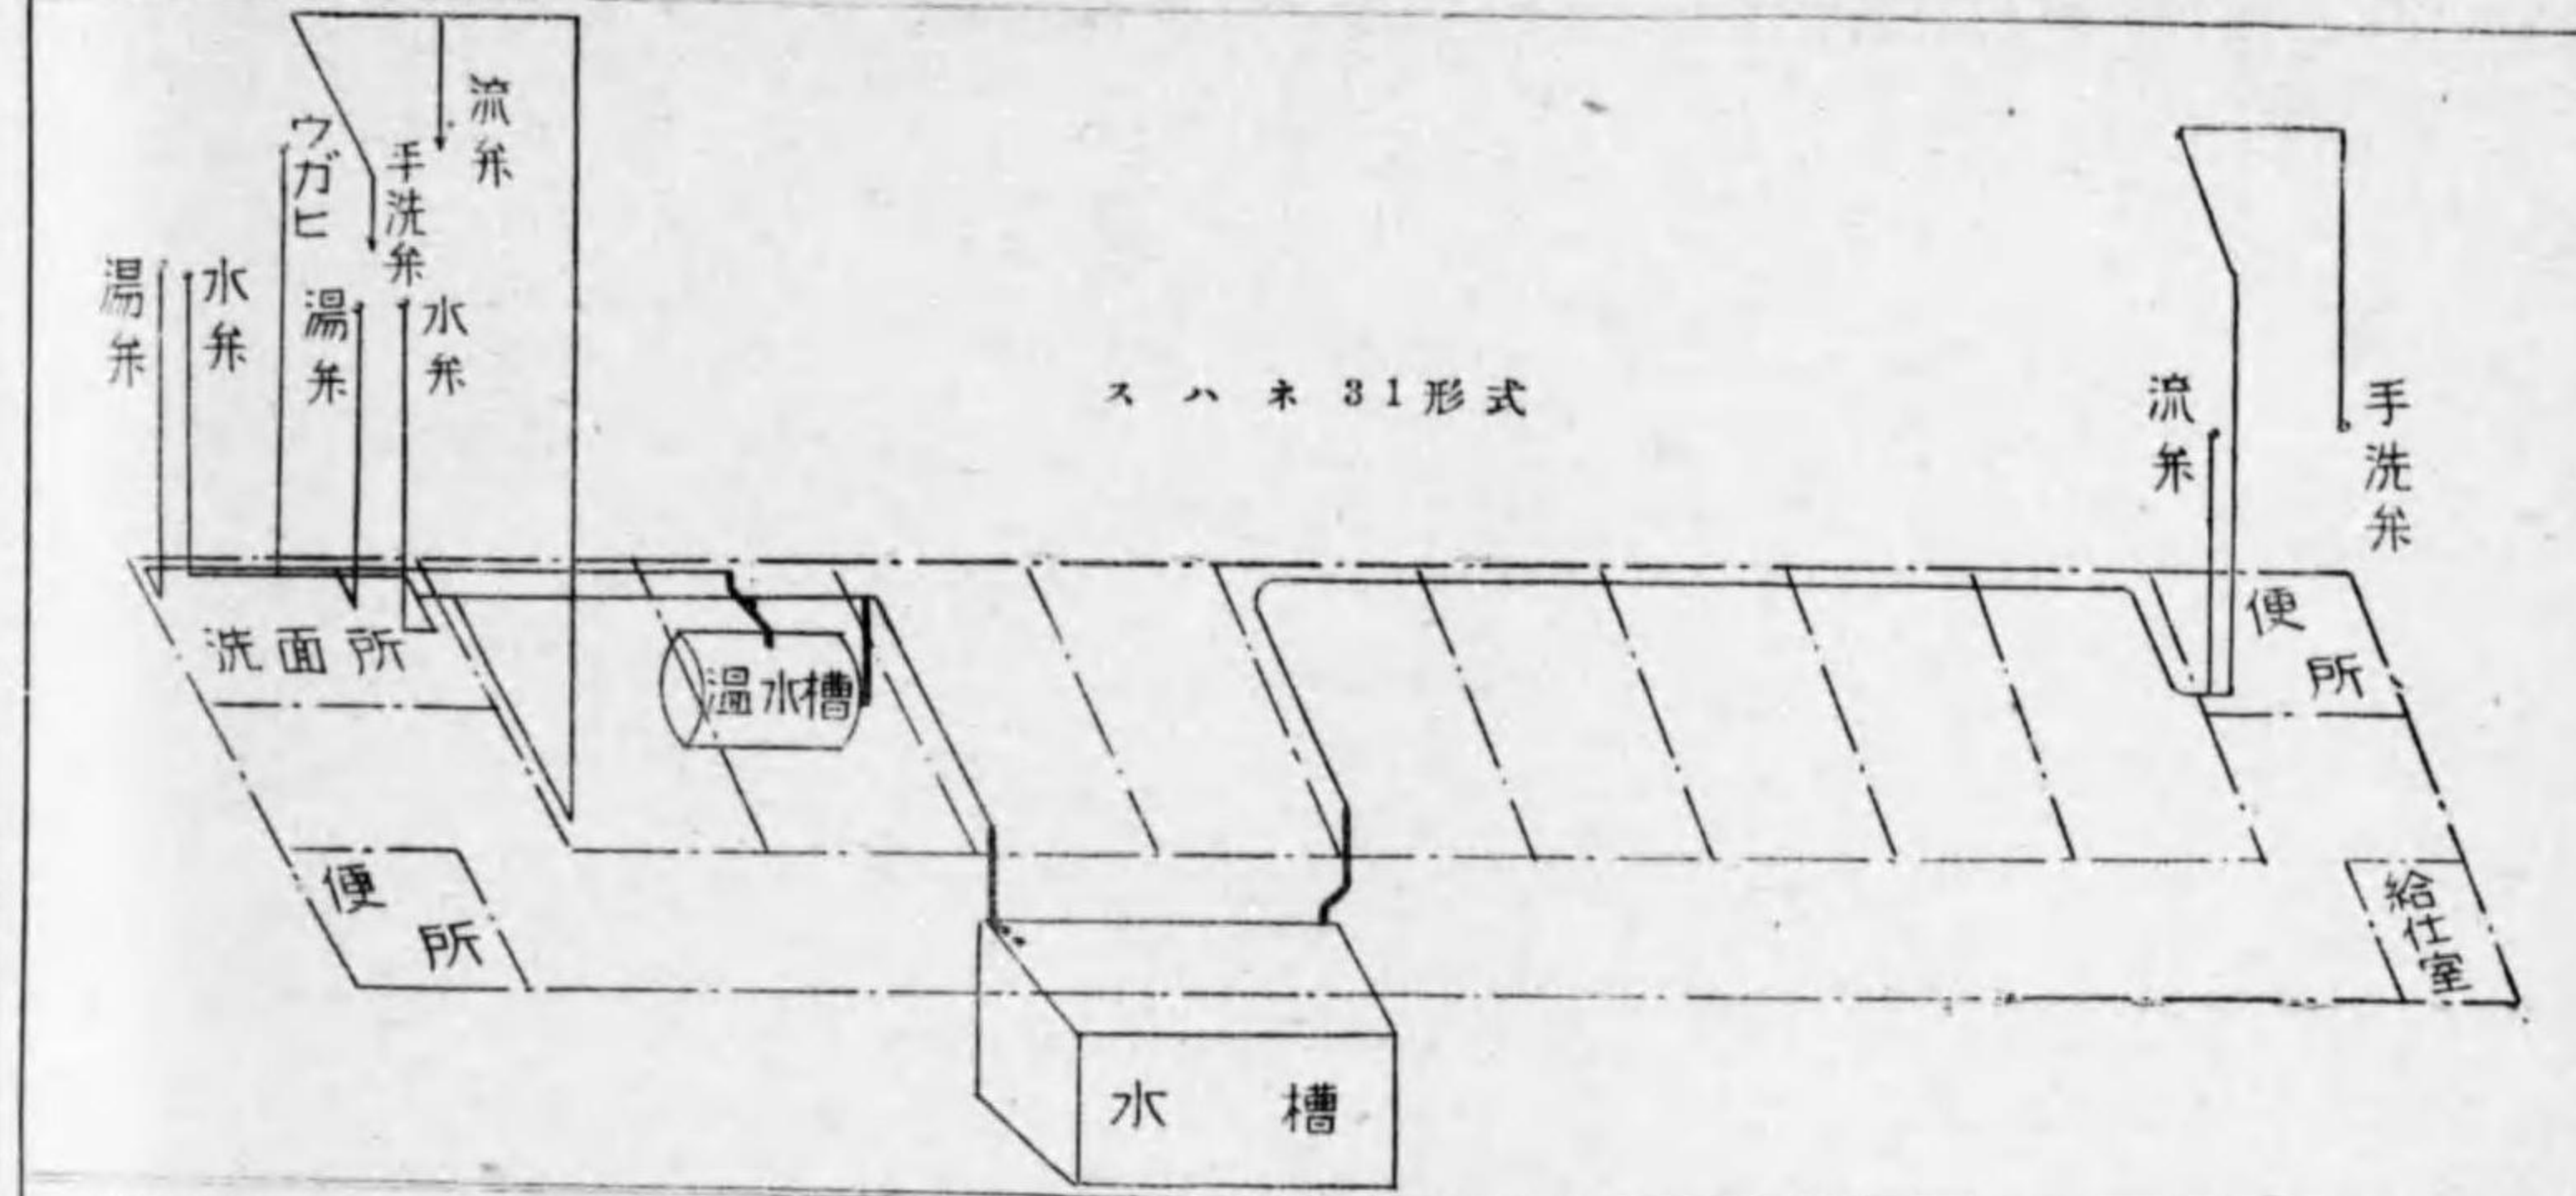 流弁
ウガヒ
手洗弁
湯弁
水弁
湯弁
水弁
スハネ31形式
流弁
手洗弁
洗面所
温水槽
便所
便所
給仕室
水槽